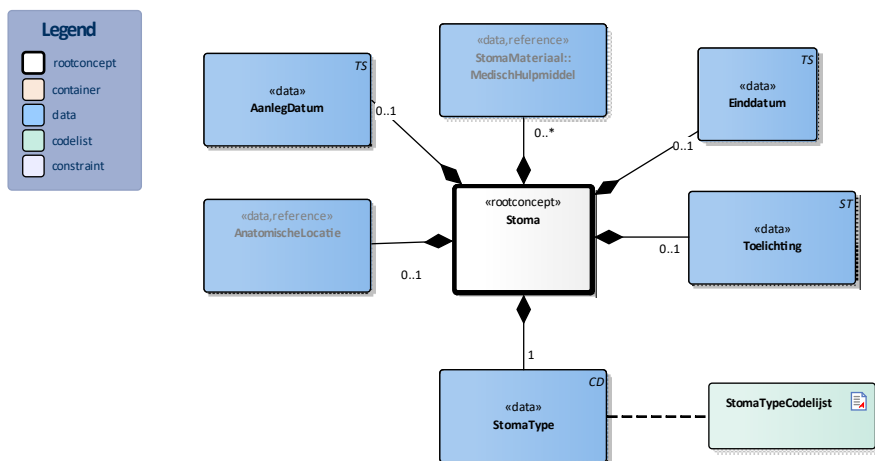 Legend
rootconcept
container
data
codelist
constraint
TS
«data»
AanlegDatum
0..1
«data,reference»
StomaMateriaal::
MedischHulpmiddel
0..*
TS
«data»
Einddatum
0..1
«data,reference»
AnatomischeLocatie
0..1
«rootconcept»
Stoma
ST
«data»
Toelichting
0..1
1
CD
«data»
StomaType
StomaTypeCodelijst